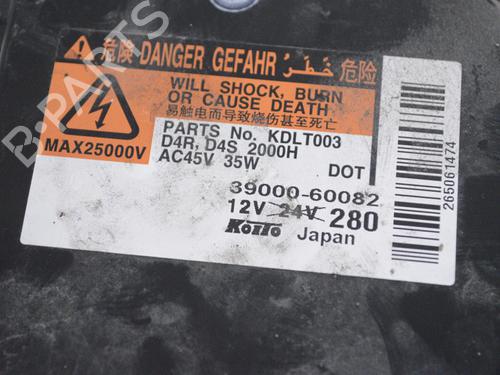 危険 DANGER GEFAHR خَطَر 危险
WILL SHOCK, BURN
OR CAUSE DEATH
易触电而导致烧伤甚至死亡
MAX25000V
PARTS No. KDLT003
D4R, D4S 2000H
AC45V 35W
DOT
39000-60082
12V 24V 280
KOITO Japan
265061474
B-PARTS